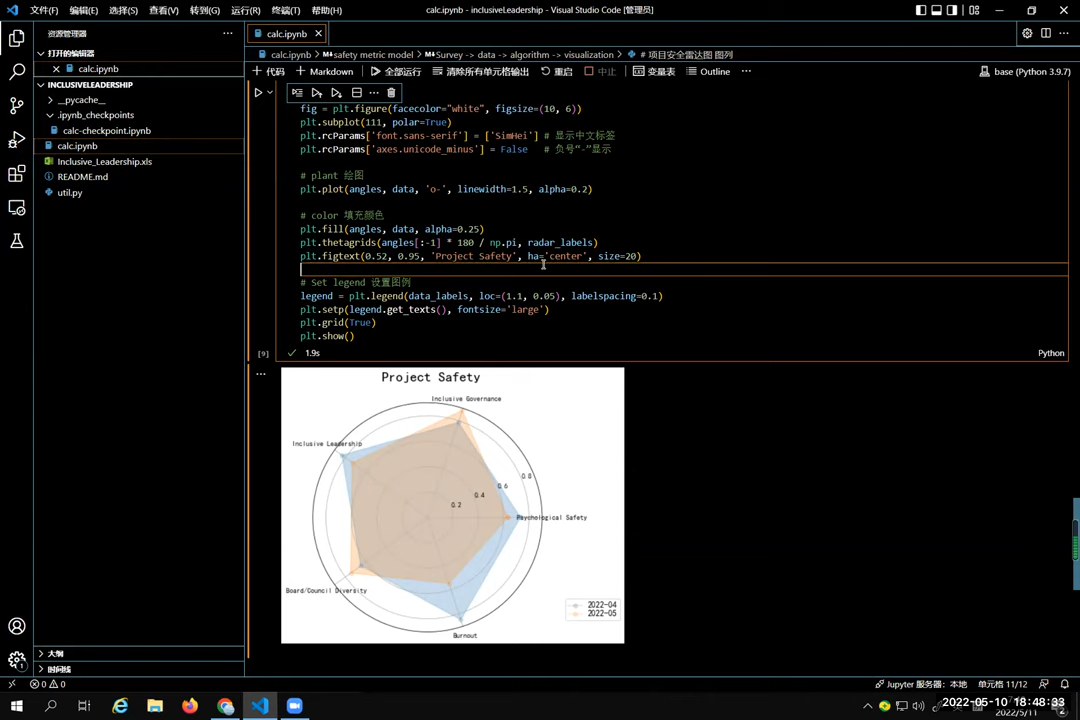 文件(F) 编辑(E) 选择(S) 查看(V) 转到(G) 运行(R) 终端(T) 帮助(H)
calc.ipynb - inclusiveLeadership - Visual Studio Code [管理员]
资源管理器
打开的编辑器
calc.ipynb
INCLUSIVELEADERSHIP
__pycache__
.ipynb_checkpoints
calc-checkpoint.ipynb
calc.ipynb
Inclusive_Leadership.xls
README.md
util.py
大纲
时间线
calc.ipynb
calc.ipynb > safety metric model > Survey -> data -> algorithm -> visualization > # 项目安全雷达图 图列
代码 Markdown 全部运行 清除所有单元格输出 重启 中止 变量表 Outline
base (Python 3.9.7)
fig = plt.figure(facecolor="white", figsize=(10, 6))
plt.subplot(111, polar=True)
plt.rcParams['font.sans-serif'] = ['SimHei'] # 显示中文标签
plt.rcParams['axes.unicode_minus'] = False # 负号“-”显示
# plant 绘图
plt.plot(angles, data, 'o-', linewidth=1.5, alpha=0.2)
# color 填充颜色
plt.fill(angles, data, alpha=0.25)
plt.thetagrids(angles[:-1] * 180 / np.pi, radar_labels)
plt.figtext(0.52, 0.95, 'Project Safety', ha='center', size=20)
# Set legend 设置图例
legend = plt.legend(data_labels, loc=(1.1, 0.05), labelspacing=0.1)
plt.setp(legend.get_texts(), fontsize='large')
plt.grid(True)
plt.show()
[9]
1.9s
Python
Project Safety
Inclusive Governance
Inclusive Leadership
0.8
0.6
0.4
0.2
Psychological Safety
Board/Council Diversity
Burnout
2022-04
2022-05
0 0
Jupyter 服务器：本地 单元格 11/12
2022-05-10 18:48:33
2022/5/11